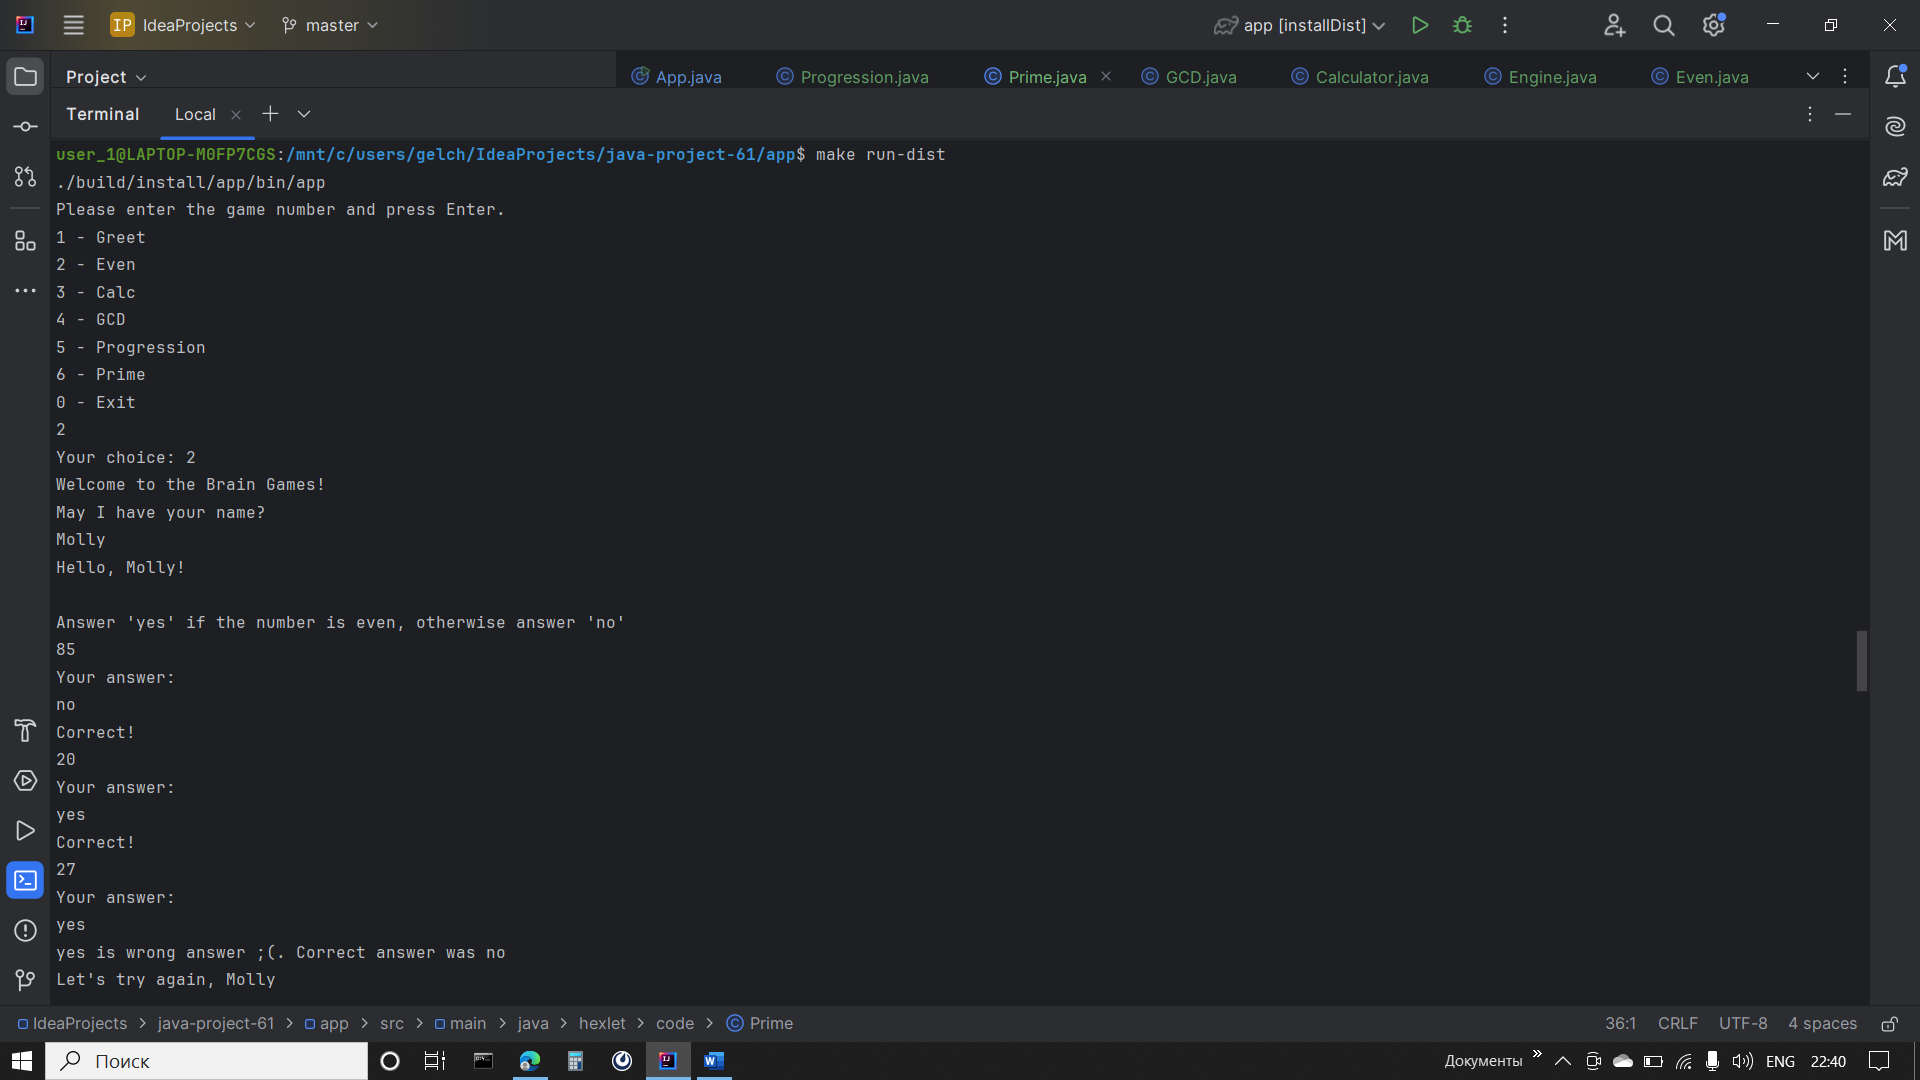 IP IdeaProjects master app [installDist]
Project App.java Progression.java Prime.java GCD.java Calculator.java Engine.java Even.java
Terminal Local
user_1@LAPTOP-M0FP7CGS:/mnt/c/users/gelch/IdeaProjects/java-project-61/app$ make run-dist
./build/install/app/bin/app
Please enter the game number and press Enter.
1 - Greet
2 - Even
3 - Calc
4 - GCD
5 - Progression
6 - Prime
0 - Exit
2
Your choice: 2
Welcome to the Brain Games!
May I have your name?
Molly
Hello, Molly!
Answer 'yes' if the number is even, otherwise answer 'no'
85
Your answer:
no
Correct!
20
Your answer:
yes
Correct!
27
Your answer:
yes
yes is wrong answer ;(. Correct answer was no
Let's try again, Molly
IdeaProjects > java-project-61 > app > src > main > java > hexlet > code > Prime 36:1 CRLF UTF-8 4 spaces
Поиск Документы ENG 22:40